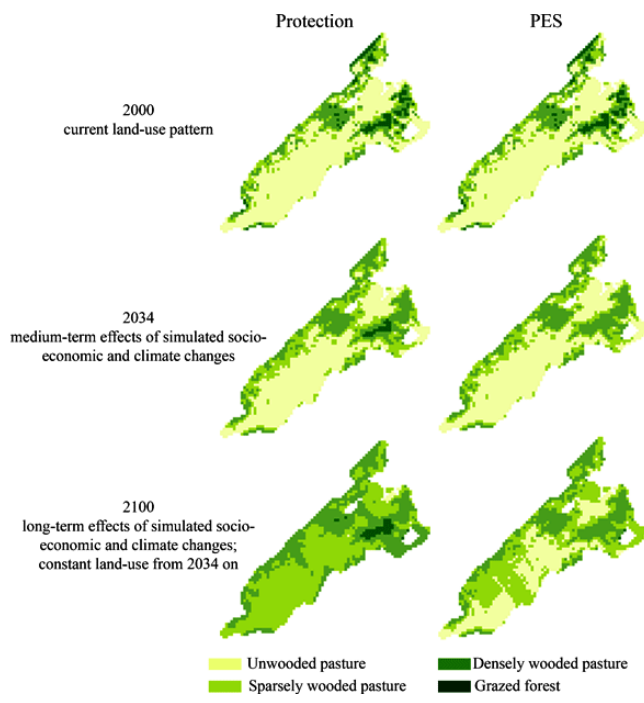 Protection
PES
2000
current land-use pattern
2034
medium-term effects of simulated socio-
economic and climate changes
2100
long-term effects of simulated socio-
economic and climate changes;
constant land-use from 2034 on
Unwooded pasture
Densely wooded pasture
Sparsely wooded pasture
Grazed forest